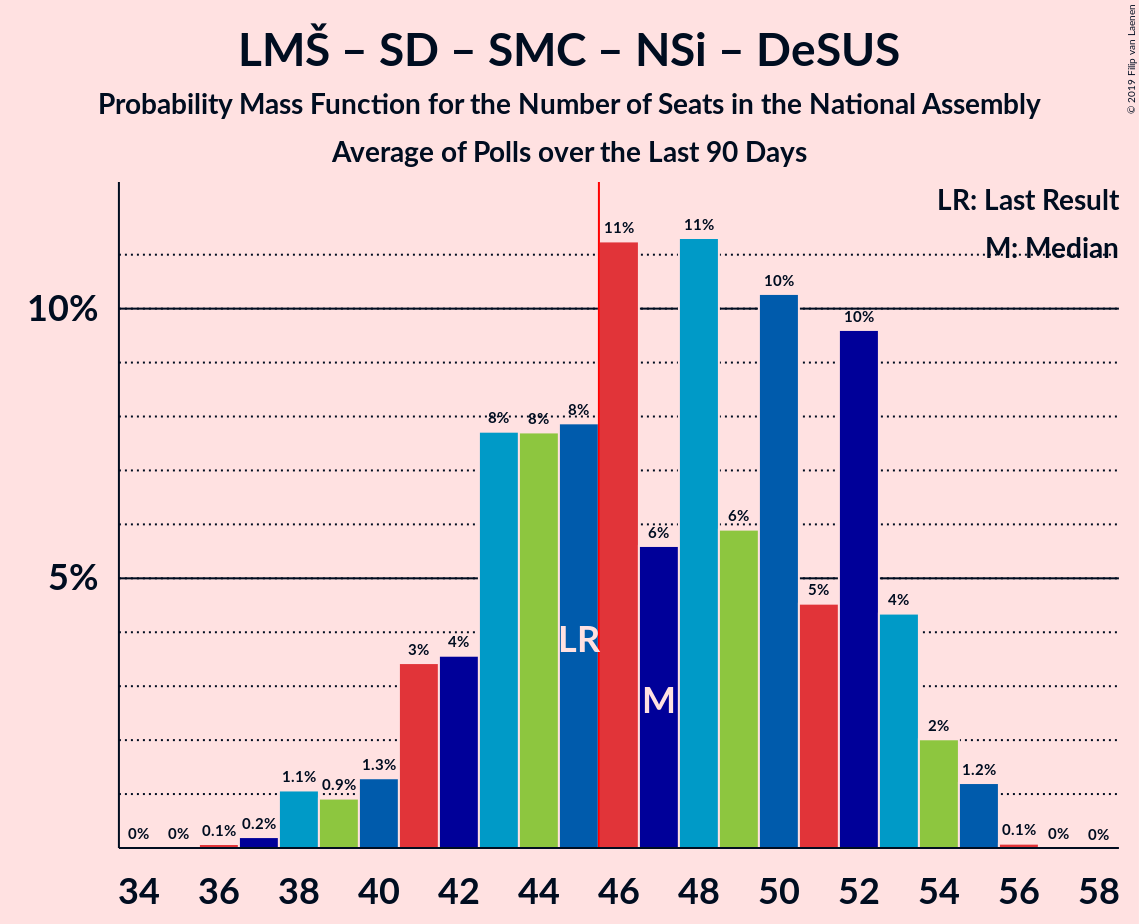 LMŠ – SD – SMC – NSi – DeSUS
Probability Mass Function for the Number of Seats in the National Assembly
Average of Polls over the Last 90 Days
© 2019 Filip van Laenen
LR: Last Result
M: Median
10%
5%
0% 0% 0.1% 0.2% 1.1% 0.9% 1.3% 3% 4% 8% 8% 8% 11% 6% 11% 6% 10% 5% 10% 4% 2% 1.2% 0.1% 0% 0%
LR
M
34 36 38 40 42 44 46 48 50 52 54 56 58